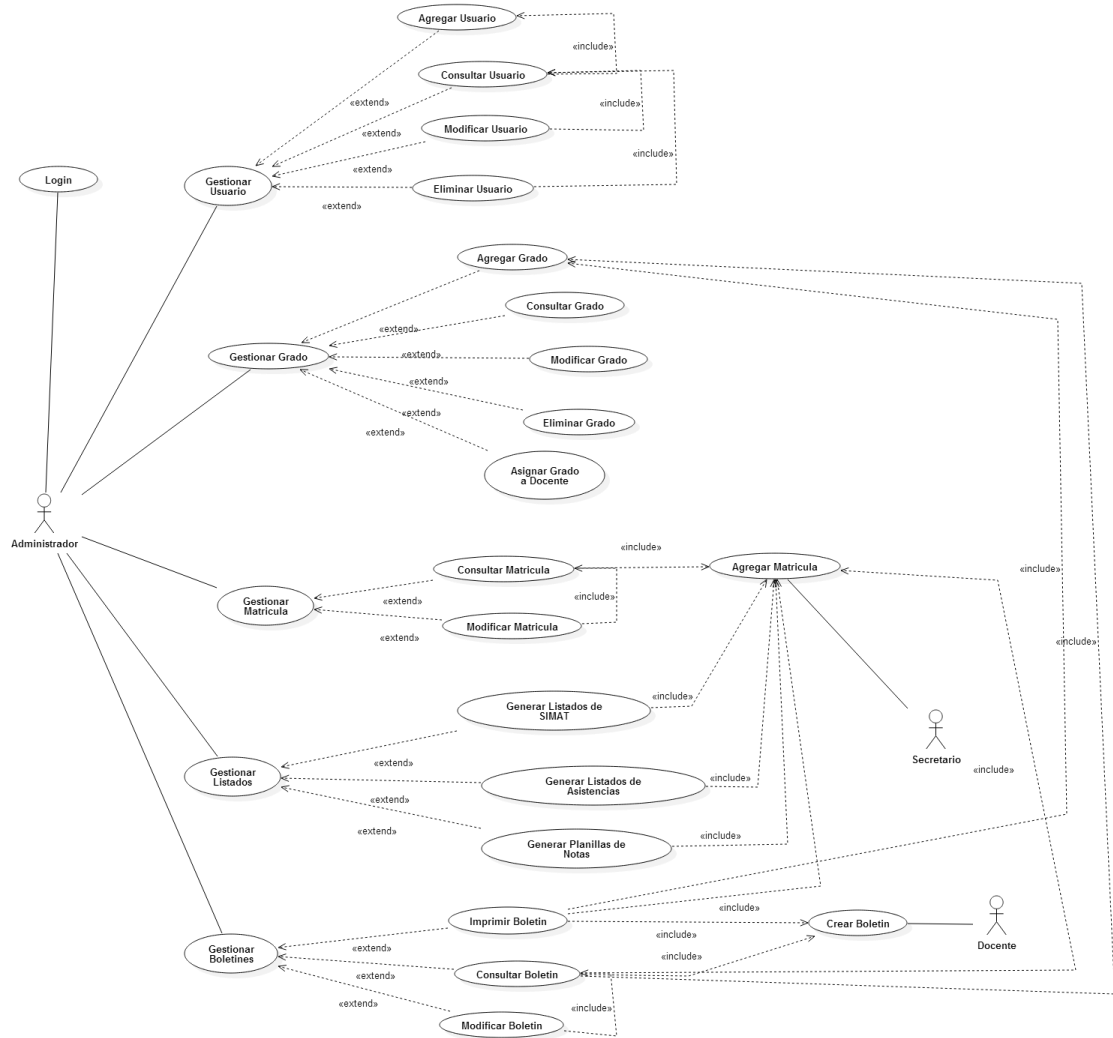 Agregar Usuario
«include»
Consultar Usuario
«extend»
«include»
Modificar Usuario
«extend»
«include»
«extend»
Login
Gestionar
Usuario
Eliminar Usuario
«extend»
Agregar Grado
Consultar Grado
«extend»
Gestionar Grado
«extend»
Modificar Grado
«extend»
«extend»
Eliminar Grado
«extend»
Asignar Grado
a Docente
Administrador
«include»
Consultar Matricula
Agregar Matricula
«include»
«include»
Gestionar
Matricula
«extend»
Modificar Matricula
«extend»
«include»
«include»
Generar Listados de
SIMAT
Secretario
«extend»
«include»
Gestionar
Listados
Generar Listados de
Asistencias
«include»
«extend»
«extend»
«include»
Generar Planillas de
Notas
Imprimir Boletin
«include»
Crear Boletin
Docente
«include»
Gestionar
Boletines
«extend»
«include»
«extend»
Consultar Boletin
«extend»
«include»
Modificar Boletin